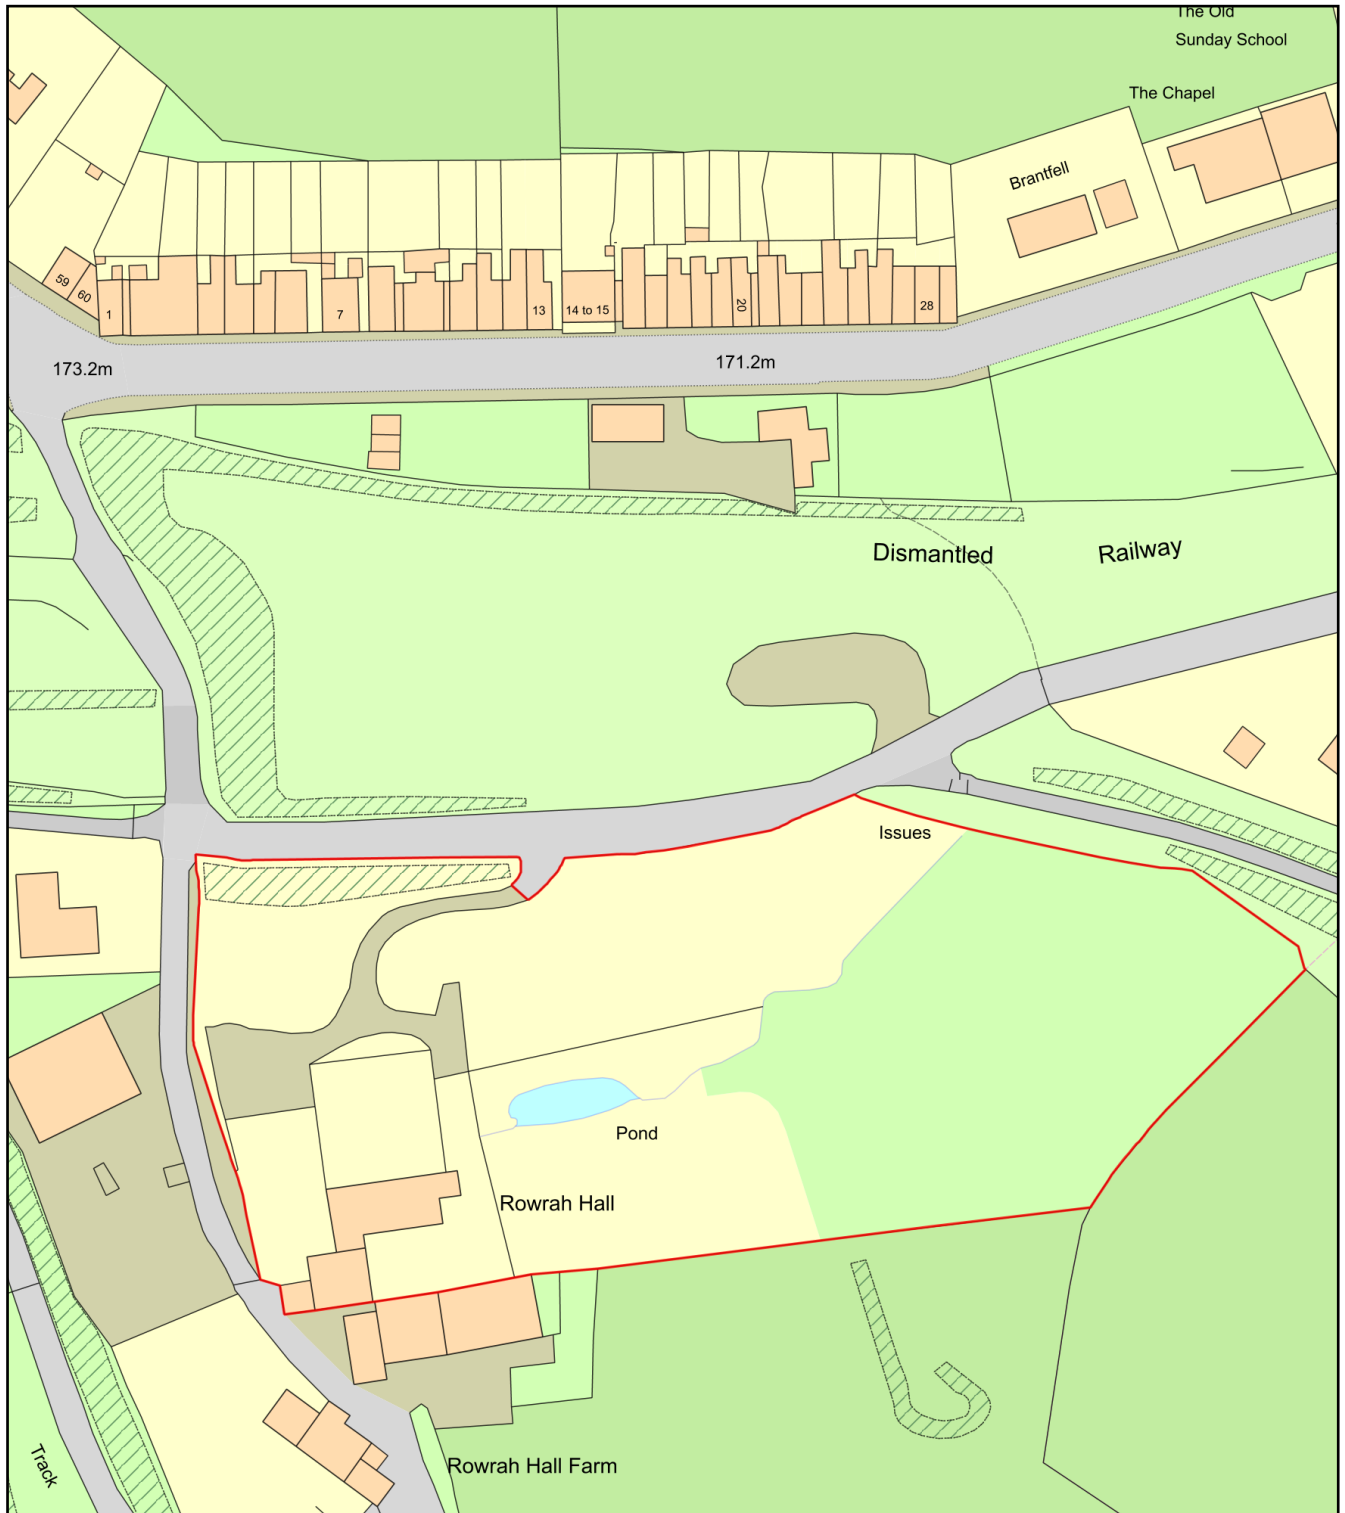 The Old
Sunday School
The Chapel
Brantfell
59
60
1
7
13
14 to 15
20
28
173.2m
171.2m
Dismantled
Railway
Issues
Pond
Rowrah Hall
Rowrah Hall Farm
Track